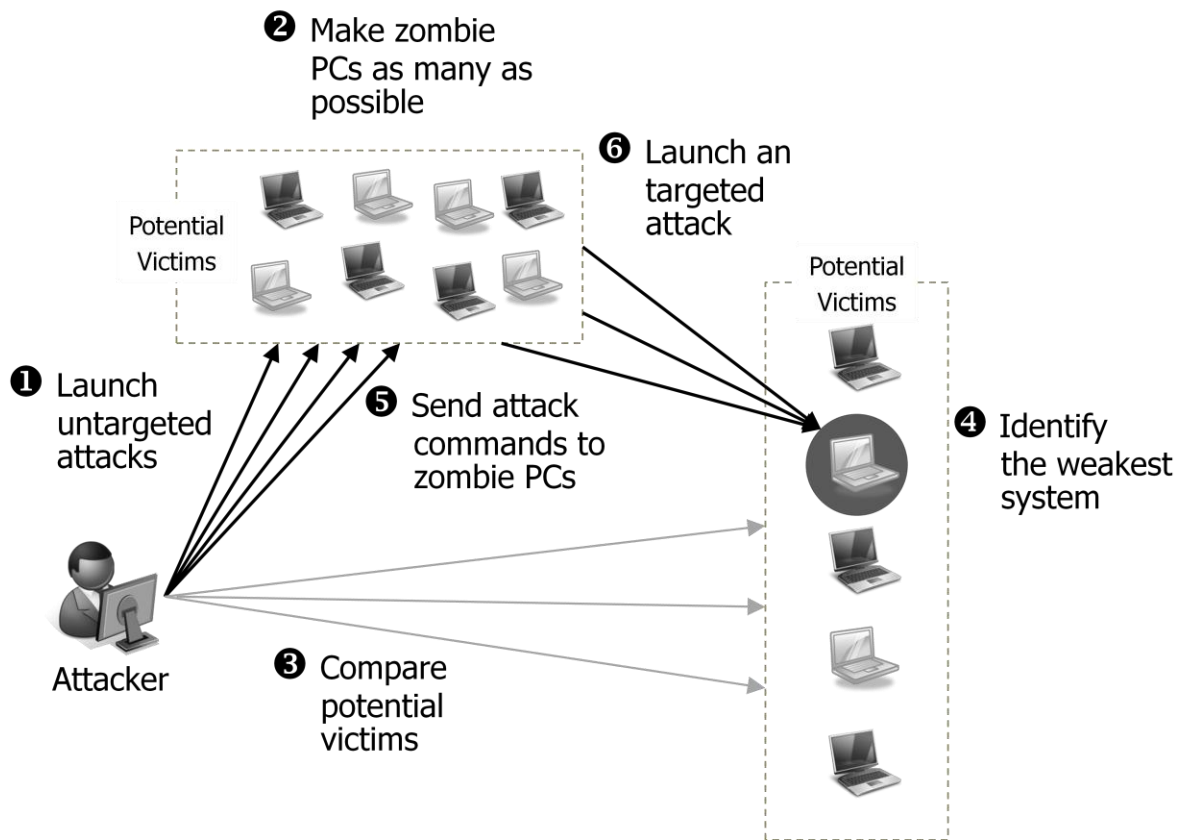 ❷ Make zombie
PCs as many as
possible
❻ Launch an
targeted
attack
Potential
Victims
Potential
Victims
❶ Launch
untargeted
attacks
❺ Send attack
commands to
zombie PCs
❹ Identify
the weakest
system
Attacker
❸ Compare
potential
victims